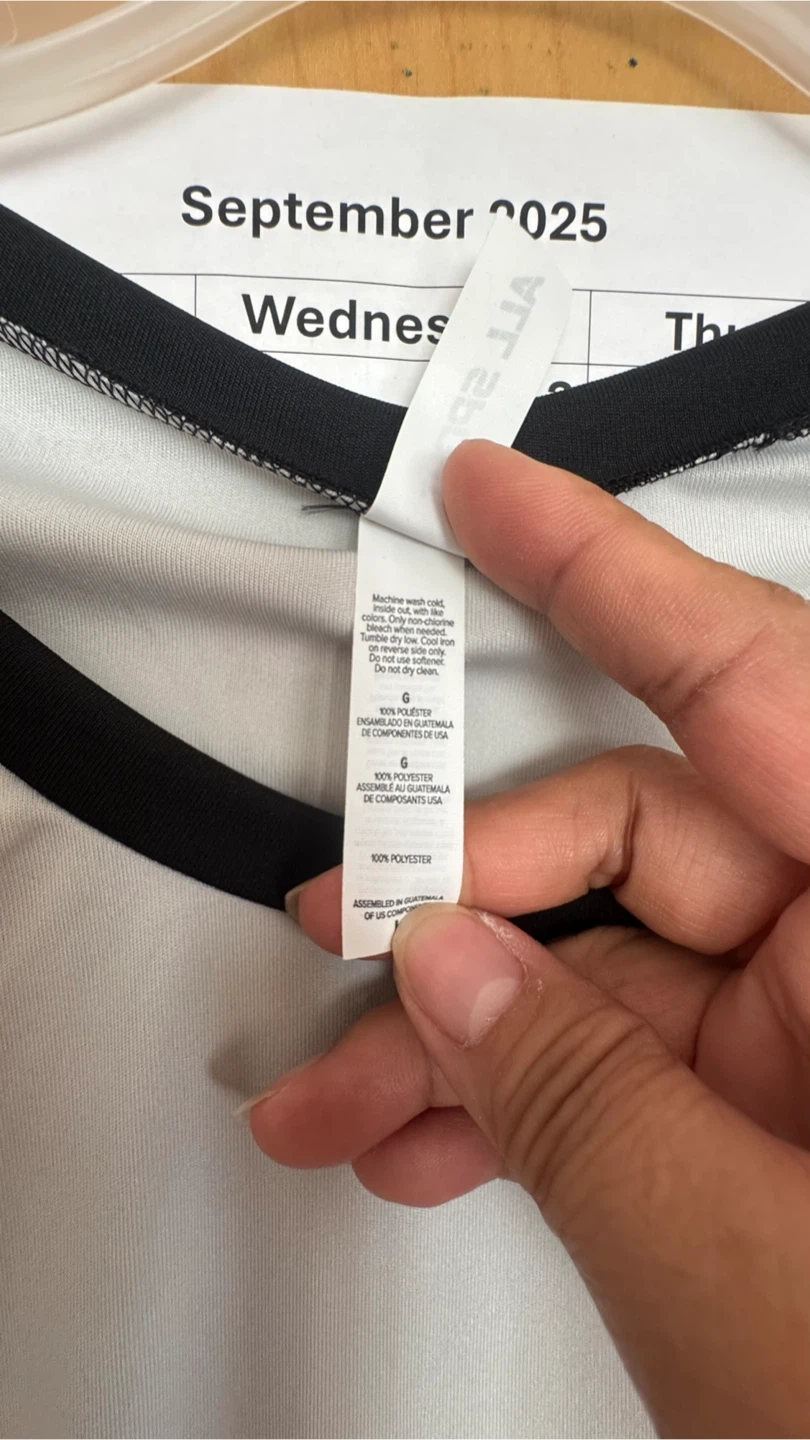 September 2025
Wednes
Th
ALL SP
Machine wash cold,
inside out, with like
colors. Only non-chlorine
bleach when needed.
Tumble dry low. Cool iron
on reverse side only.
Do not use softener.
Do not dry clean.
G
100% POLIÉSTER
ENSAMBLADO EN GUATEMALA
DE COMPONENTES DE USA
G
100% POLYESTER
ASSEMBLÉ AU GUATEMALA
DE COMPOSANTS USA
100% POLYESTER
ASSEMBLED IN GUATEMALA
OF US COMPON